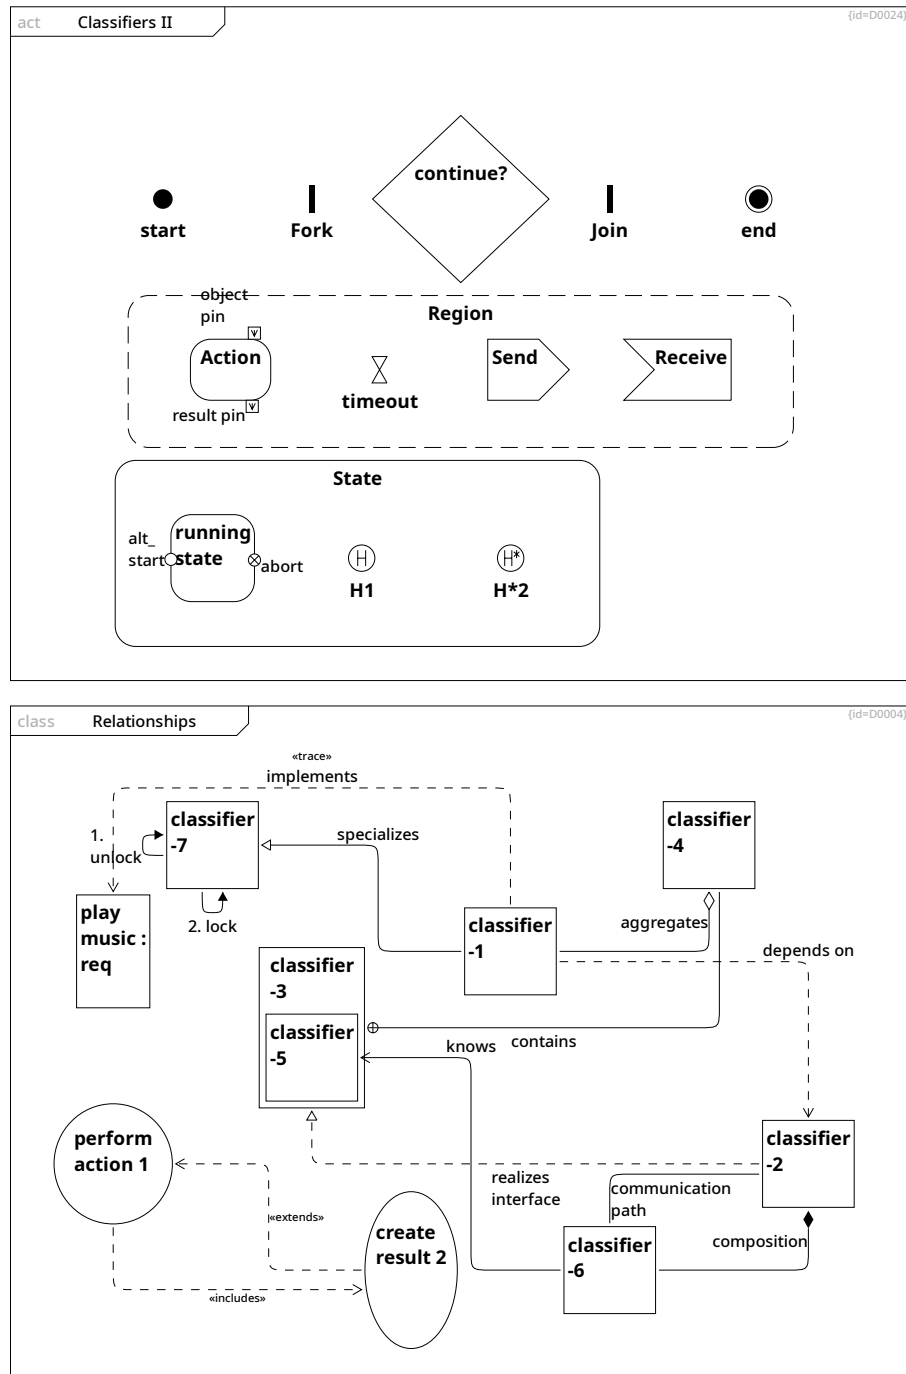 act Classifiers II {id=D0024}
continue?
start Fork Join end
object
pin
Region
Action Send Receive
timeout
result pin
State
running
alt_
state
start
abort
H H*
H1 H*2
class Relationships {id=D0004}
«trace»
implements
classifier
-7
1.
unlock
specializes
classifier
-4
play
music :
req
2. lock
classifier
-1
aggregates
depends on
classifier
-3
classifier
-5
knows
contains
perform
action 1
classifier
-2
realizes
interface
communication
path
«extends»
create
result 2
classifier
-6
composition
«includes»